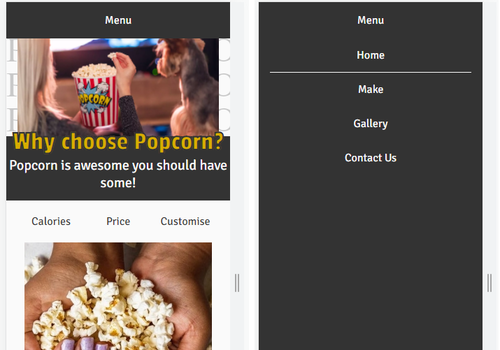 Menu
POPCORN
Why choose Popcorn?
Popcorn is awesome you should have
some!
Calories Price Customise
Menu
Home
Make
Gallery
Contact Us